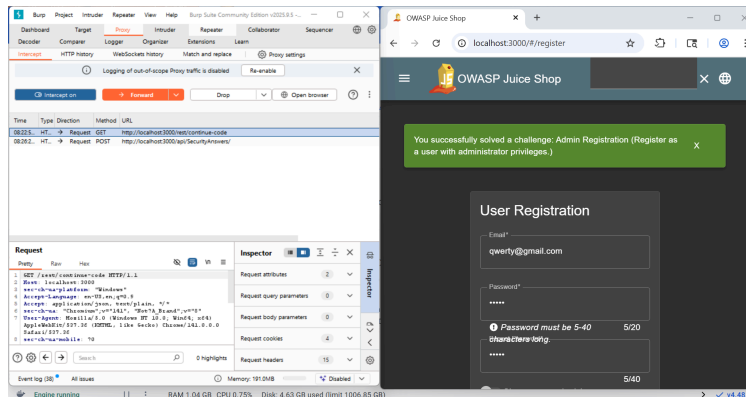 Burp Project Intruder Repeater View Help Burp Suite Community Edition v2025.9.5 -...
Dashboard Target Proxy Intruder Repeater Collaborator Sequencer
Decoder Comparer Logger Organizer Extensions Learn
Intercept HTTP history WebSockets history Match and replace Proxy settings
Logging of out-of-scope Proxy traffic is disabled Re-enable
Intercept on Forward Drop Open browser
Time Type Direction Method URL
08:22:5... HT... → Request GET http://localhost:3000/rest/continue-code
08:26:2... HT... → Request POST http://localhost:3000/api/SecurityAnswers/
Request
Pretty Raw Hex
1 GET /rest/continue-code HTTP/1.1
2 Host: localhost:3000
3 sec-ch-ua-platform: "Windows"
4 Accept-Language: en-US,en;q=0.9
5 Accept: application/json, text/plain, */*
6 sec-ch-ua: "Chromium";v="141", "Not?A_Brand";v="8"
7 User-Agent: Mozilla/5.0 (Windows NT 10.0; Win64; x64)
AppleWebKit/537.36 (KHTML, like Gecko) Chrome/141.0.0.0
Safari/537.36
8 sec-ch-ua-mobile: ?0
Search 0 highlights
Inspector
Request attributes 2
Request query parameters 0
Request body parameters 0
Request cookies 4
Request headers 15
Inspector
Event log (38) All issues Memory: 191.0MB Disabled
Engine running RAM 1.04 GB CPU 0.75% Disk: 4.63 GB used (limit 1006.85 GB) v4.48
OWASP Juice Shop
localhost:3000/#/register
OWASP Juice Shop
You successfully solved a challenge: Admin Registration (Register as
a user with administrator privileges.)
X
User Registration
Email*
qwerty@gmail.com
Password*
•••••
Password must be 5-40
characters long.
5/20
•••••
5/40